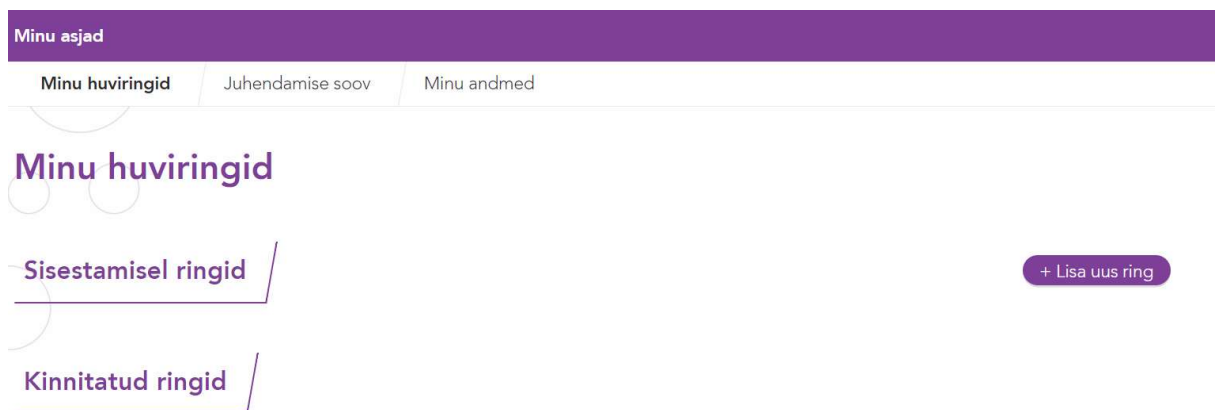 Minu asjad
Minu huviringid Juhendamise soov Minu andmed
Minu huviringid
Sisestamisel ringid
+ Lisa uus ring
Kinnitatud ringid